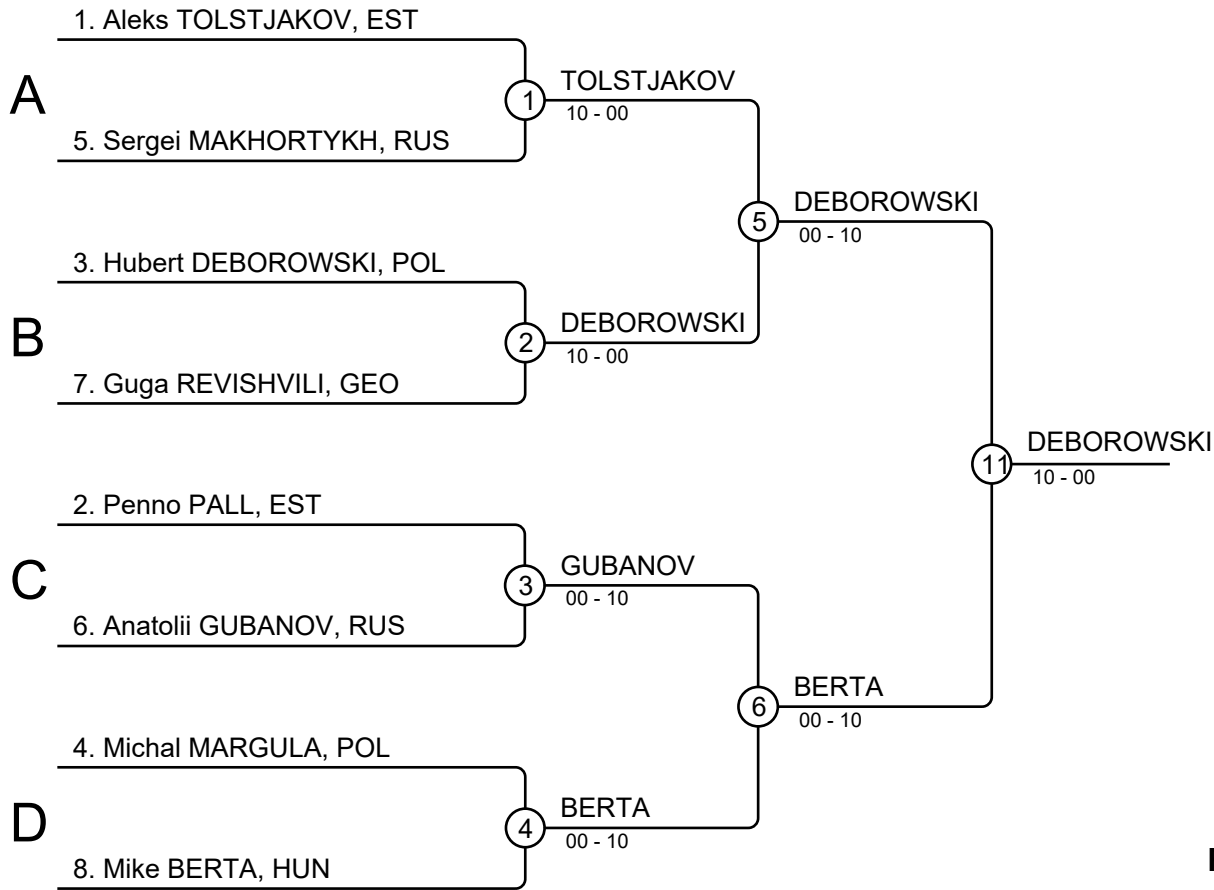 1. Aleks TOLSTJAKOV, EST
A
1
TOLSTJAKOV
10 - 00
5. Sergei MAKHORTYKH, RUS
5
DEBOROWSKI
00 - 10
3. Hubert DEBOROWSKI, POL
B
2
DEBOROWSKI
10 - 00
7. Guga REVISHVILI, GEO
11
DEBOROWSKI
10 - 00
2. Penno PALL, EST
C
3
GUBANOV
00 - 10
6. Anatolii GUBANOV, RUS
6
BERTA
00 - 10
4. Michal MARGULA, POL
D
4
BERTA
00 - 10
8. Mike BERTA, HUN